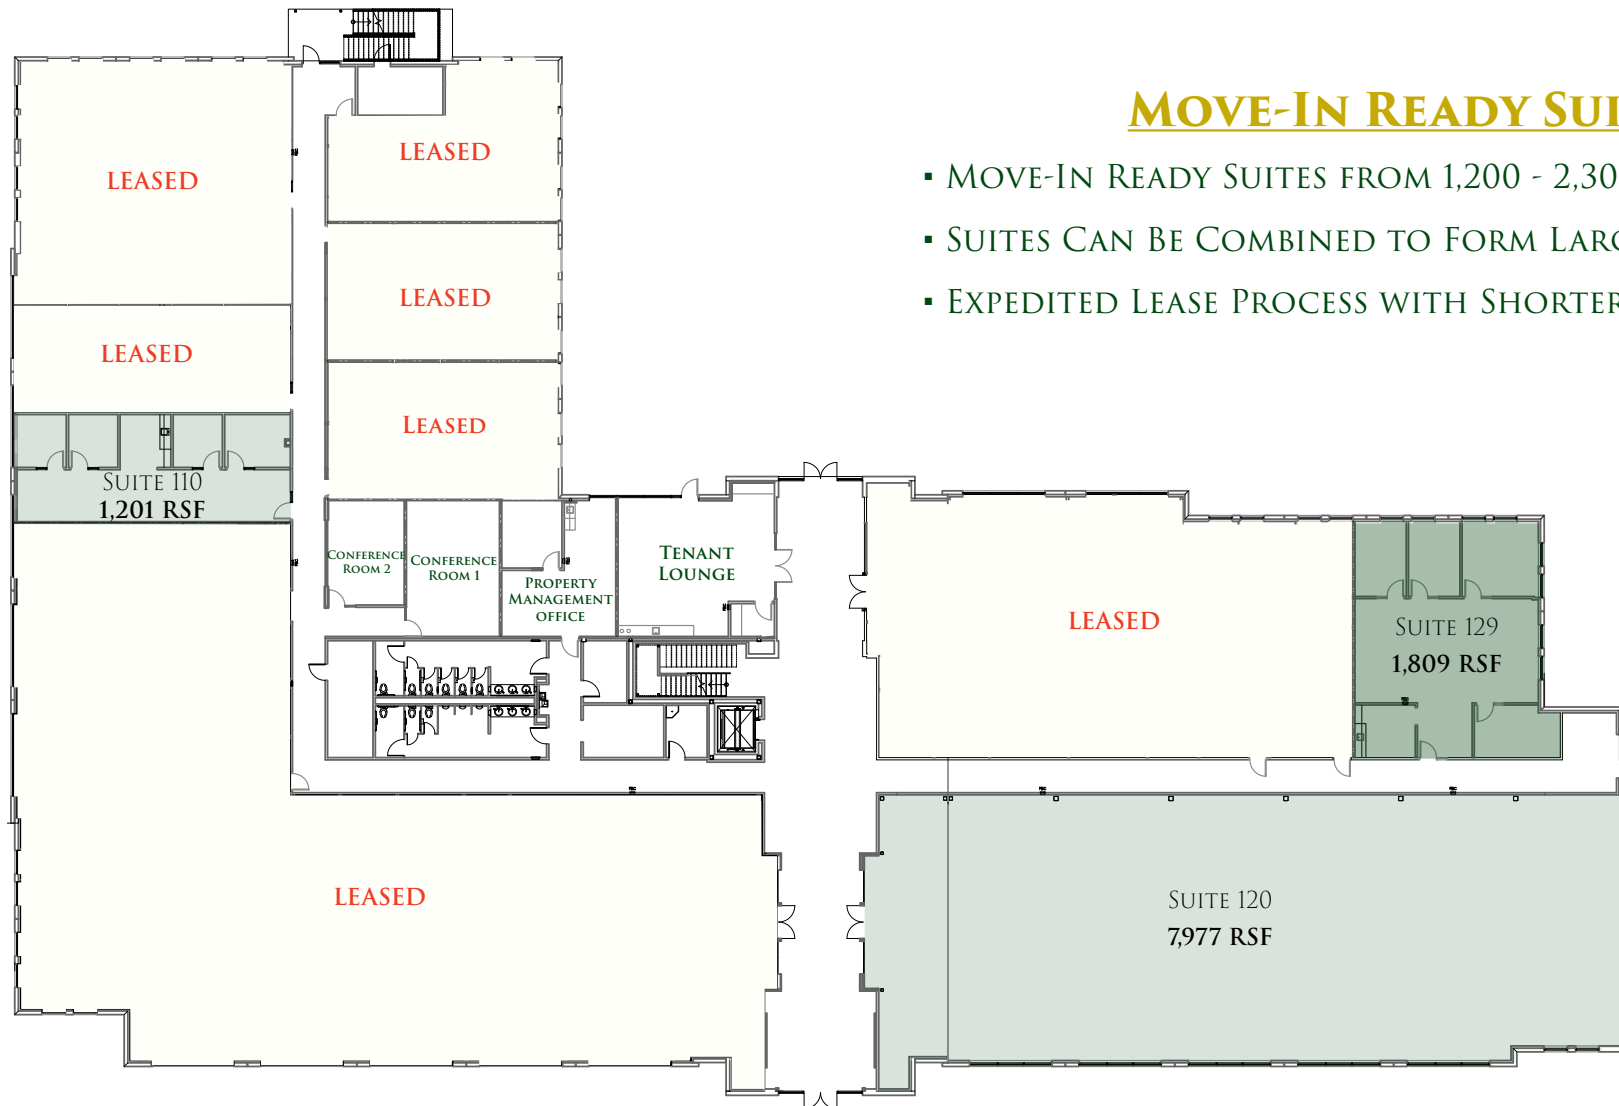 MOVE-IN READY SUI
▪ MOVE-IN READY SUITES FROM 1,200 - 2,30
▪ SUITES CAN BE COMBINED TO FORM LARG
▪ EXPEDITED LEASE PROCESS WITH SHORTER
LEASED
LEASED
LEASED
LEASED
LEASED
SUITE 110
1,201 RSF
CONFERENCE
ROOM 2
CONFERENCE
ROOM 1
PROPERTY
MANAGEMENT
OFFICE
TENANT
LOUNGE
LEASED
SUITE 129
1,809 RSF
LEASED
SUITE 120
7,977 RSF